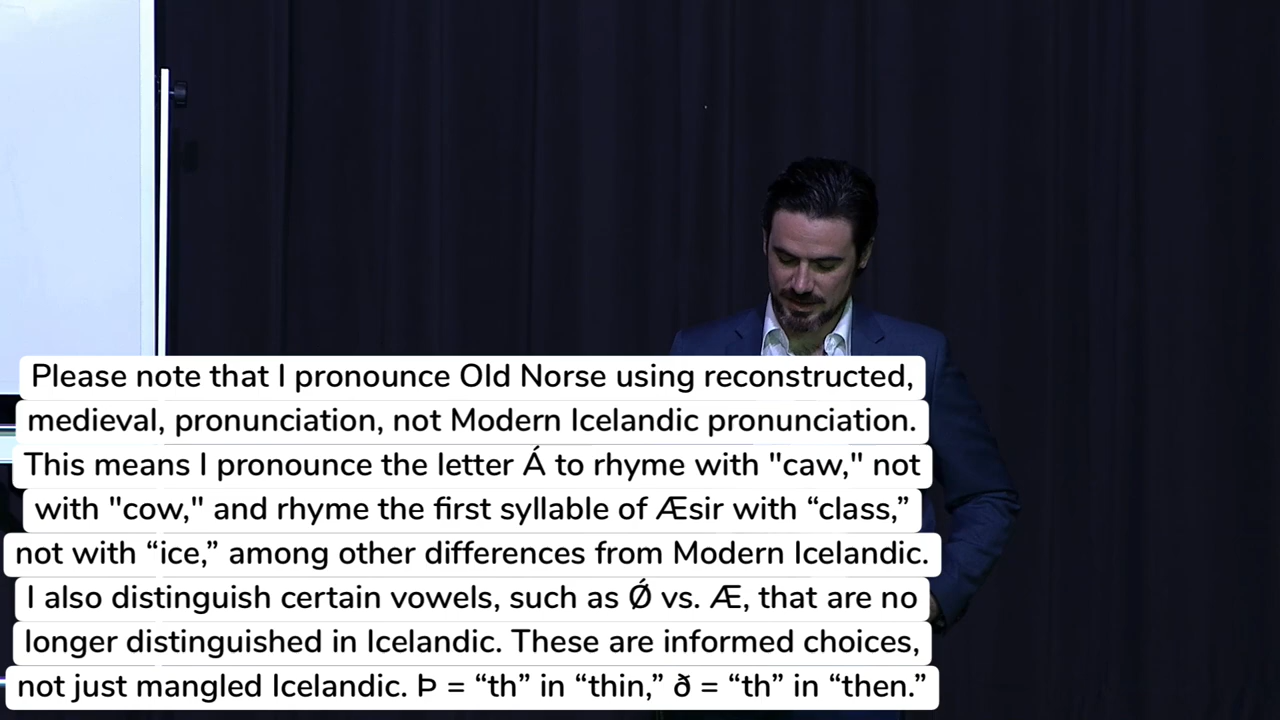 Please note that I pronounce Old Norse using reconstructed,
medieval, pronunciation, not Modern Icelandic pronunciation.
This means I pronounce the letter Á to rhyme with "caw," not
with "cow," and rhyme the first syllable of Æsir with “class,”
not with “ice,” among other differences from Modern Icelandic.
I also distinguish certain vowels, such as Ǿ vs. Æ, that are no
longer distinguished in Icelandic. These are informed choices,
not just mangled Icelandic. Þ = “th” in “thin,” ð = “th” in “then.”